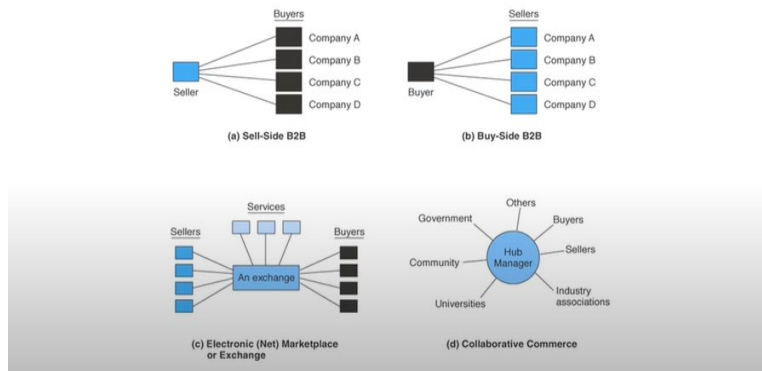 Buyers
Company A
Company B
Company C
Company D
Seller
(a) Sell-Side B2B
Sellers
Company A
Company B
Company C
Company D
Buyer
(b) Buy-Side B2B
Services
Sellers
Buyers
An exchange
(c) Electronic (Net) Marketplace
or Exchange
Others
Government
Buyers
Hub
Manager
Sellers
Community
Industry
associations
Universities
(d) Collaborative Commerce